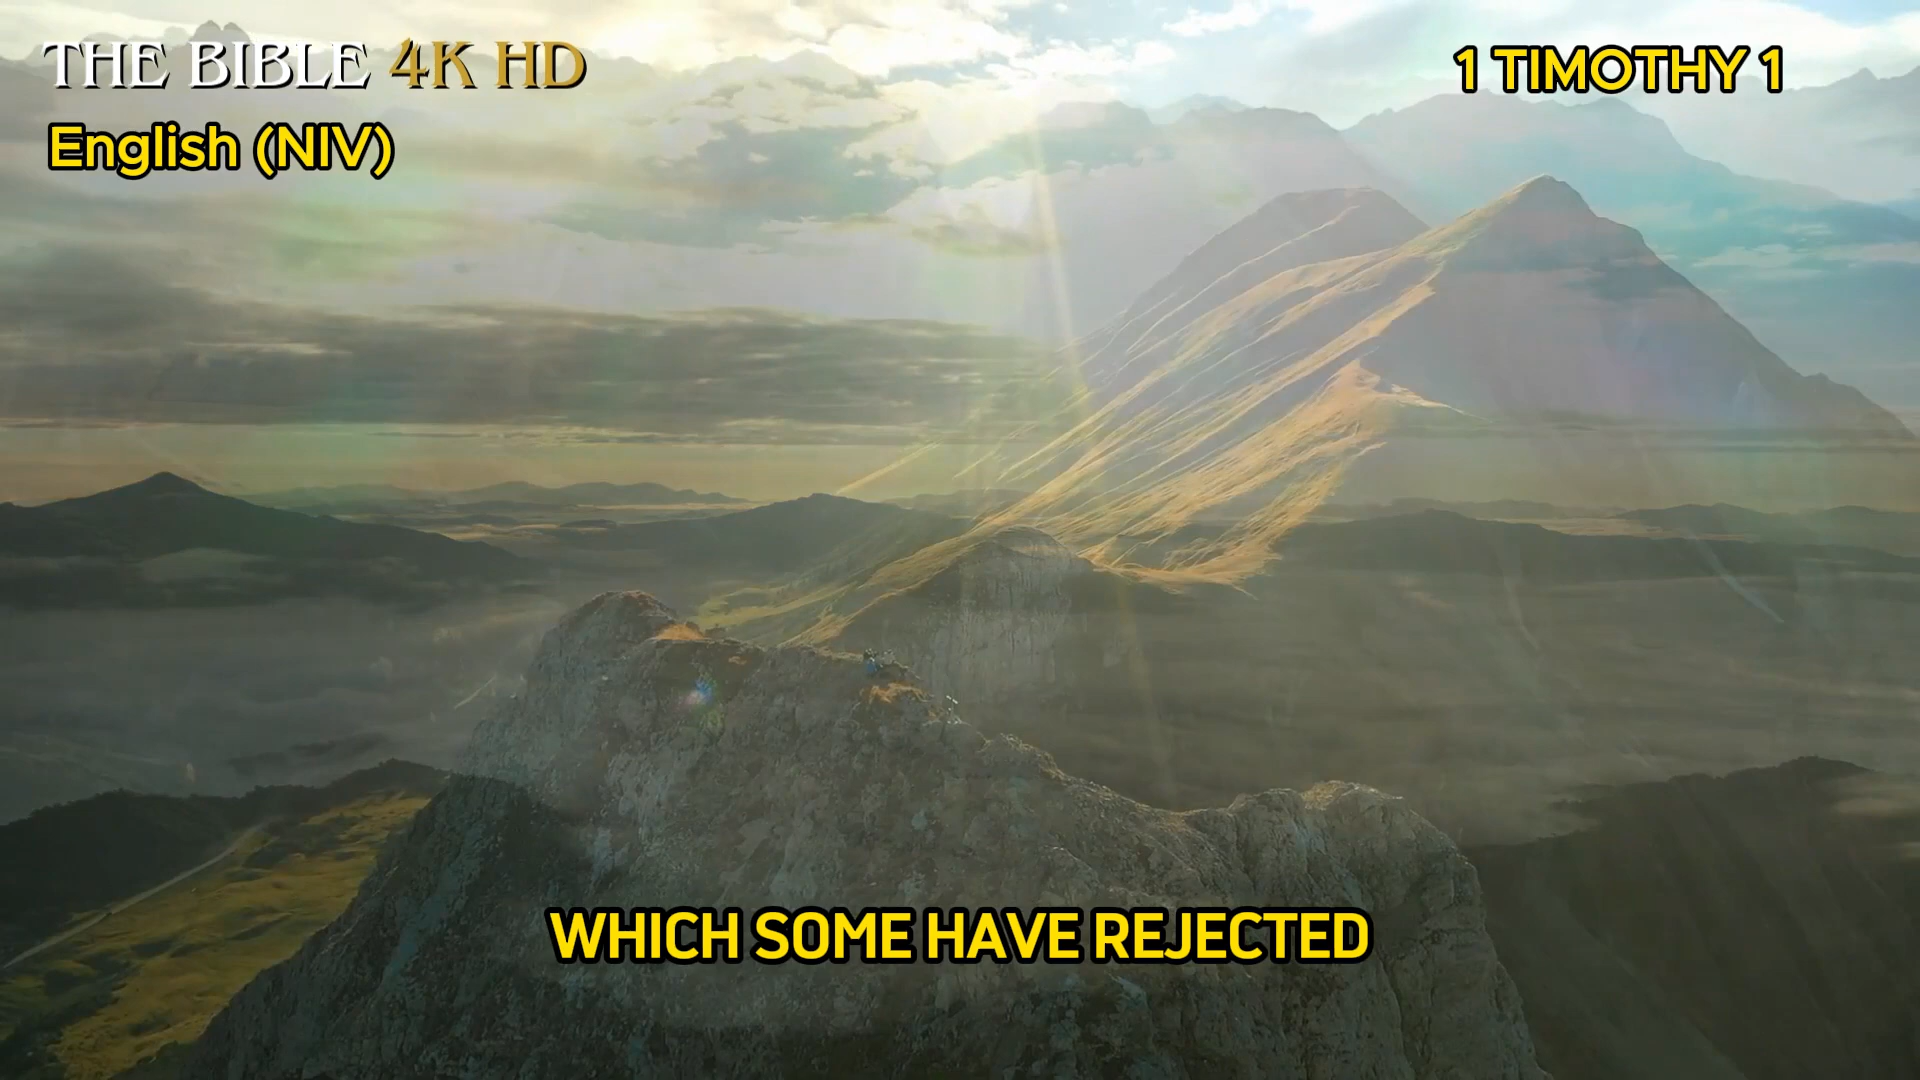 THE BIBLE 4K HD
1 TIMOTHY 1
English (NIV)
WHICH SOME HAVE REJECTED